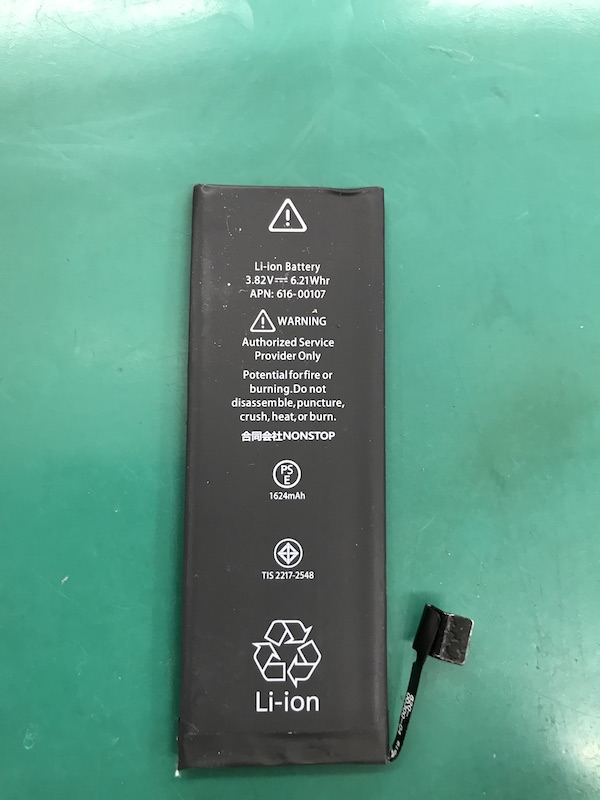 Li-ion Battery
3.82V⎓6.21Whr
APN: 616-00107
WARNING
Authorized Service
Provider Only
Potential for fire or
burning.Do not
disassemble,puncture,
crush,heat,or burn.
合同会社NONSTOP
PS
E
1624mAh
TIS 2217-2548
Li-ion